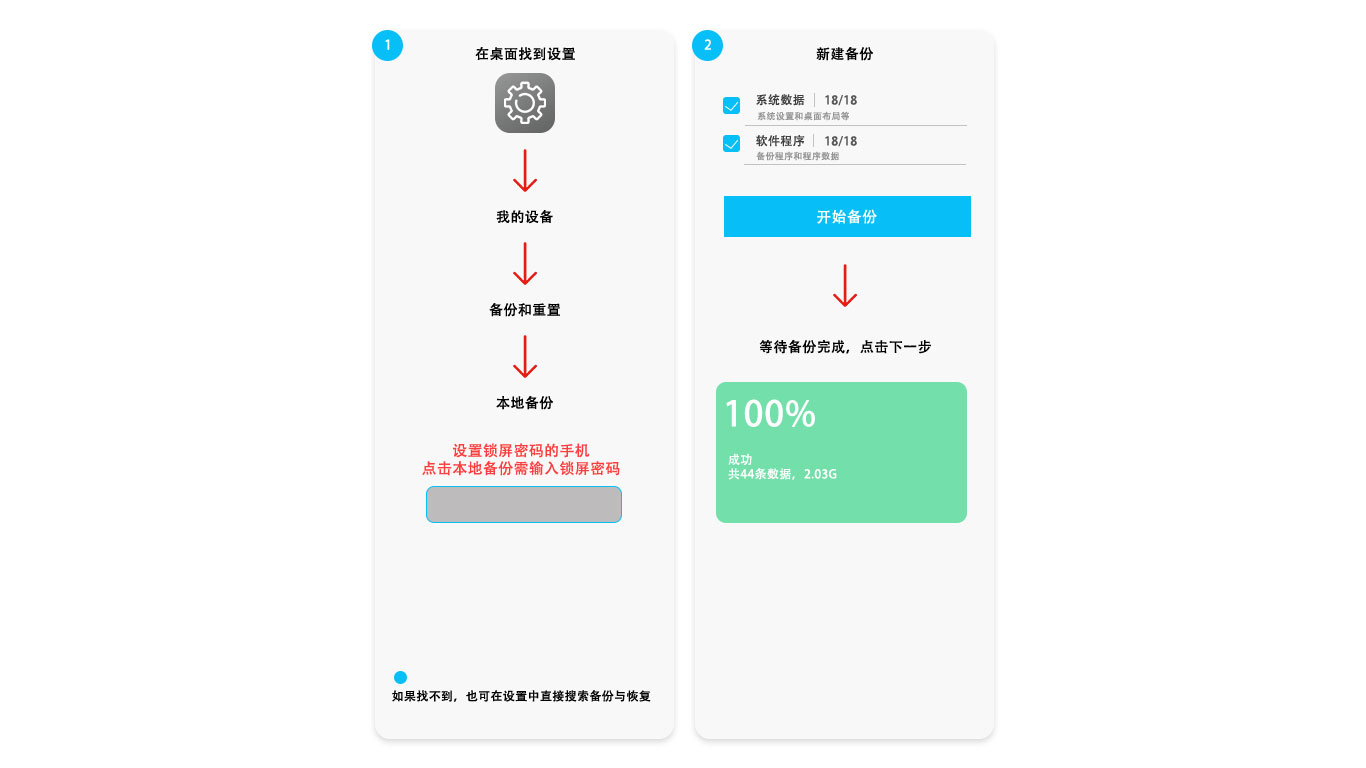 1
在桌面找到设置
我的设备
备份和重置
本地备份
设置锁屏密码的手机
点击本地备份需输入锁屏密码
如果找不到，也可在设置中直接搜索备份与恢复
2
新建备份
系统数据 18/18
系统设置和桌面布局等
软件程序 18/18
备份程序和程序数据
开始备份
等待备份完成，点击下一步
100%
成功
共44条数据，2.03G